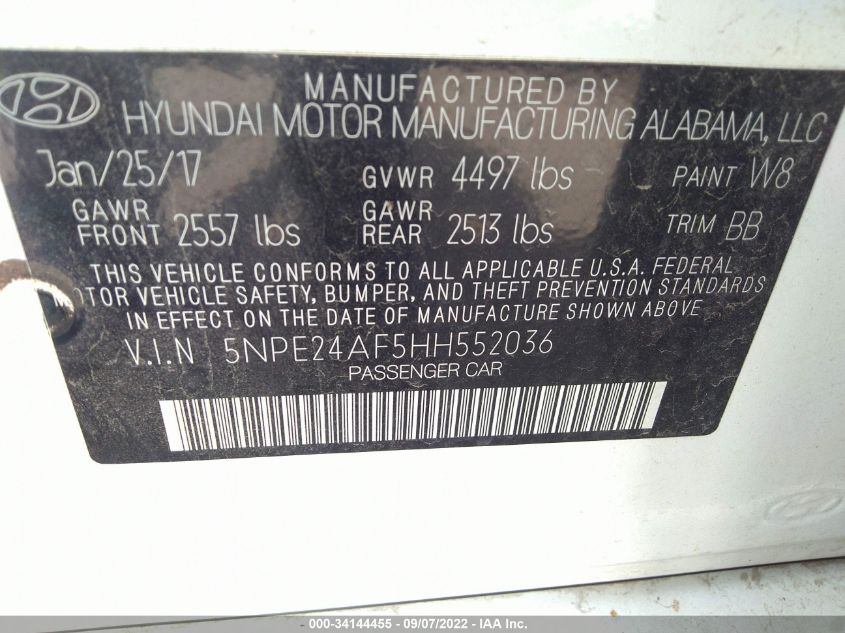 MANUFACTURED BY
HYUNDAI MOTOR MANUFACTURING ALABAMA, LLC
Jan/25/17 GVWR 4497 lbs PAINT W8
GAWR FRONT 2557 lbs GAWR REAR 2513 lbs TRIM BB
THIS VEHICLE CONFORMS TO ALL APPLICABLE U.S.A. FEDERAL
OTOR VEHICLE SAFETY, BUMPER, AND THEFT PREVENTION STANDARDS
IN EFFECT ON THE DATE OF MANUFACTURE SHOWN ABOVE
V.I.N 5NPE24AF5HH552036
PASSENGER CAR
000-34144455 - 09/07/2022 - IAA Inc.